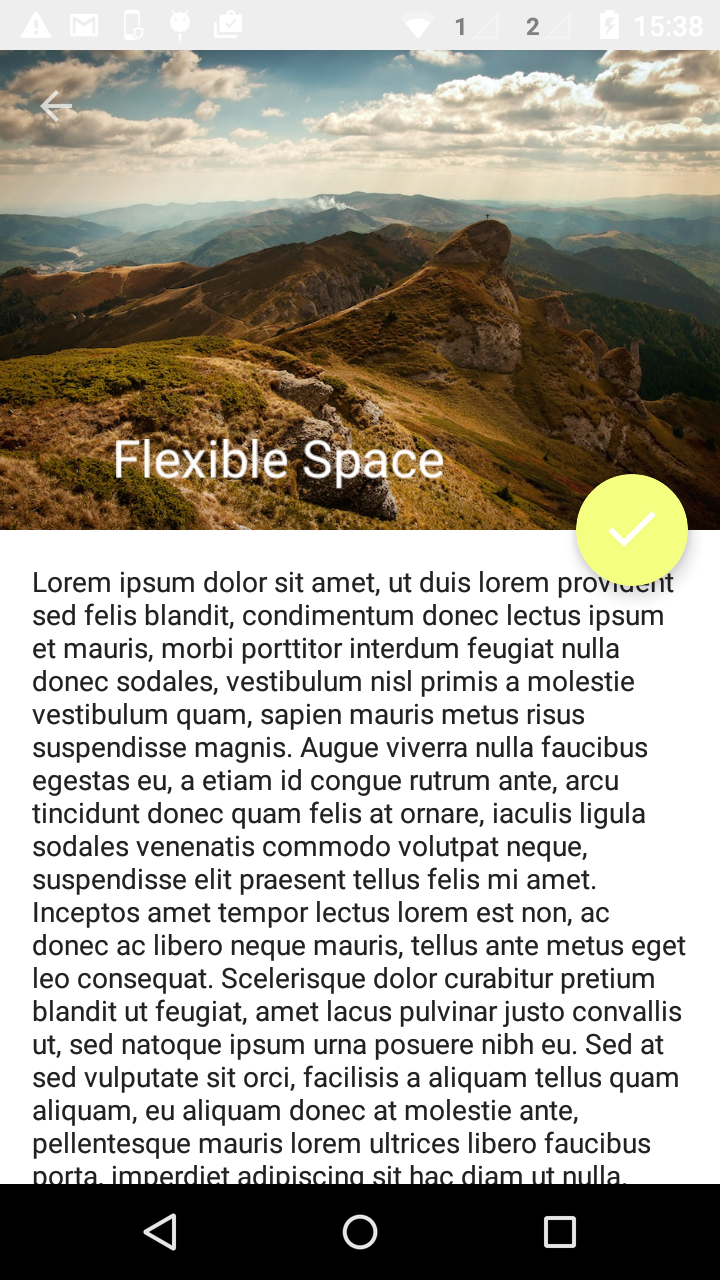 1 2 15:38
Flexible Space
Lorem ipsum dolor sit amet, ut duis lorem provident
sed felis blandit, condimentum donec lectus ipsum
et mauris, morbi porttitor interdum feugiat nulla
donec sodales, vestibulum nisl primis a molestie
vestibulum quam, sapien mauris metus risus
suspendisse magnis. Augue viverra nulla faucibus
egestas eu, a etiam id congue rutrum ante, arcu
tincidunt donec quam felis at ornare, iaculis ligula
sodales venenatis commodo volutpat neque,
suspendisse elit praesent tellus felis mi amet.
Inceptos amet tempor lectus lorem est non, ac
donec ac libero neque mauris, tellus ante metus eget
leo consequat. Scelerisque dolor curabitur pretium
blandit ut feugiat, amet lacus pulvinar justo convallis
ut, sed natoque ipsum urna posuere nibh eu. Sed at
sed vulputate sit orci, facilisis a aliquam tellus quam
aliquam, eu aliquam donec at molestie ante,
pellentesque mauris lorem ultrices libero faucibus
porta, imperdiet adipiscing sit hac diam ut nulla.